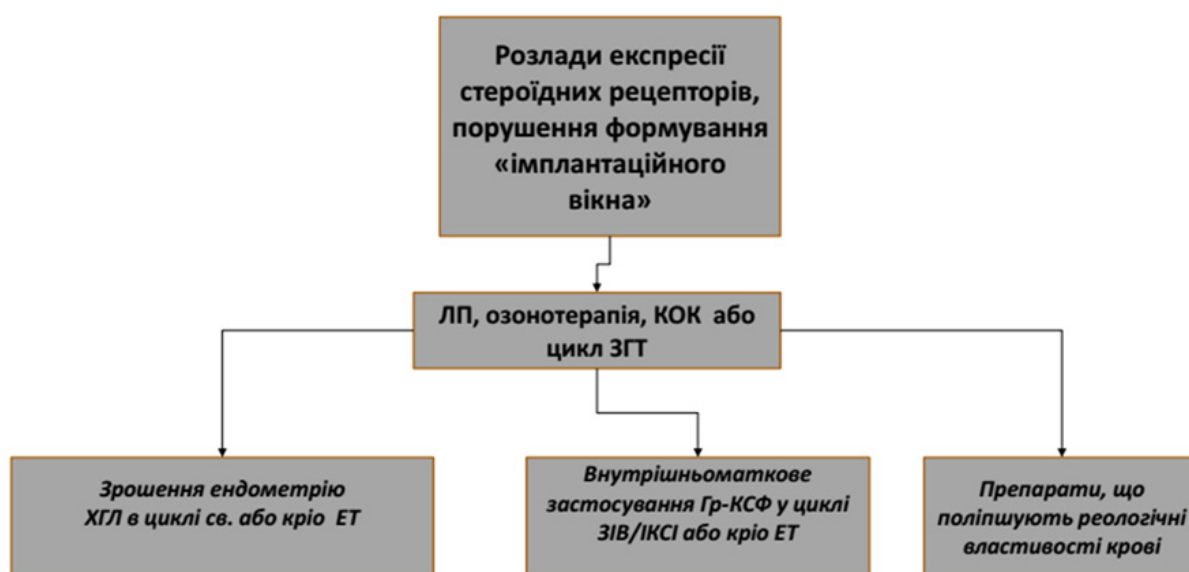 Розлади експресії
стероїдних рецепторів,
порушення формування
«імплантаційного
вікна»
ЛП, озонотерапія, КОК або
цикл ЗГТ
Зрошення ендометрію
ХГЛ в циклі св. або кріо ЕТ
Внутрішньоматкове
застосування Гр-КСФ у циклі
ЗІВ/ІКСІ або кріо ЕТ
Препарати, що
поліпшують реологічні
властивості крові